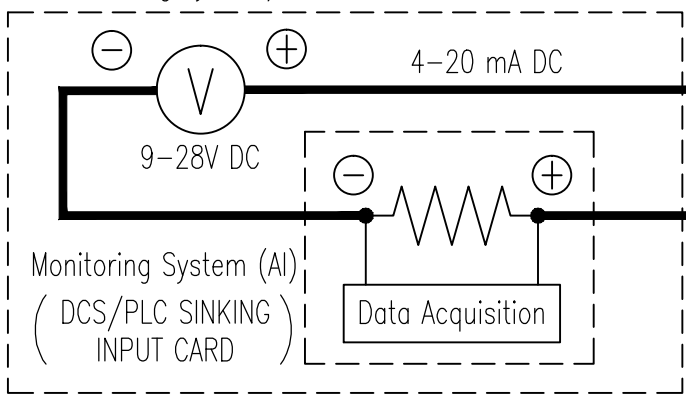 − +
4-20 mA DC
V
9-28V DC
− +
Monitoring System (AI)
( DCS/PLC SINKING
INPUT CARD )
Data Acquisition